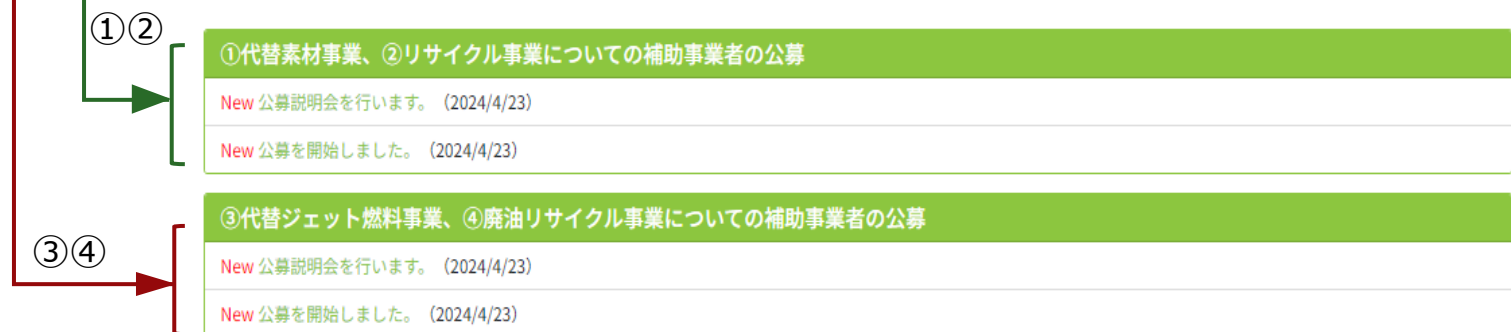 ①②
①代替素材事業、②リサイクル事業についての補助事業者の公募
New 公募説明会を行います。（2024/4/23）
New 公募を開始しました。（2024/4/23）
③代替ジェット燃料事業、④廃油リサイクル事業についての補助事業者の公募
③④
New 公募説明会を行います。（2024/4/23）
New 公募を開始しました。（2024/4/23）